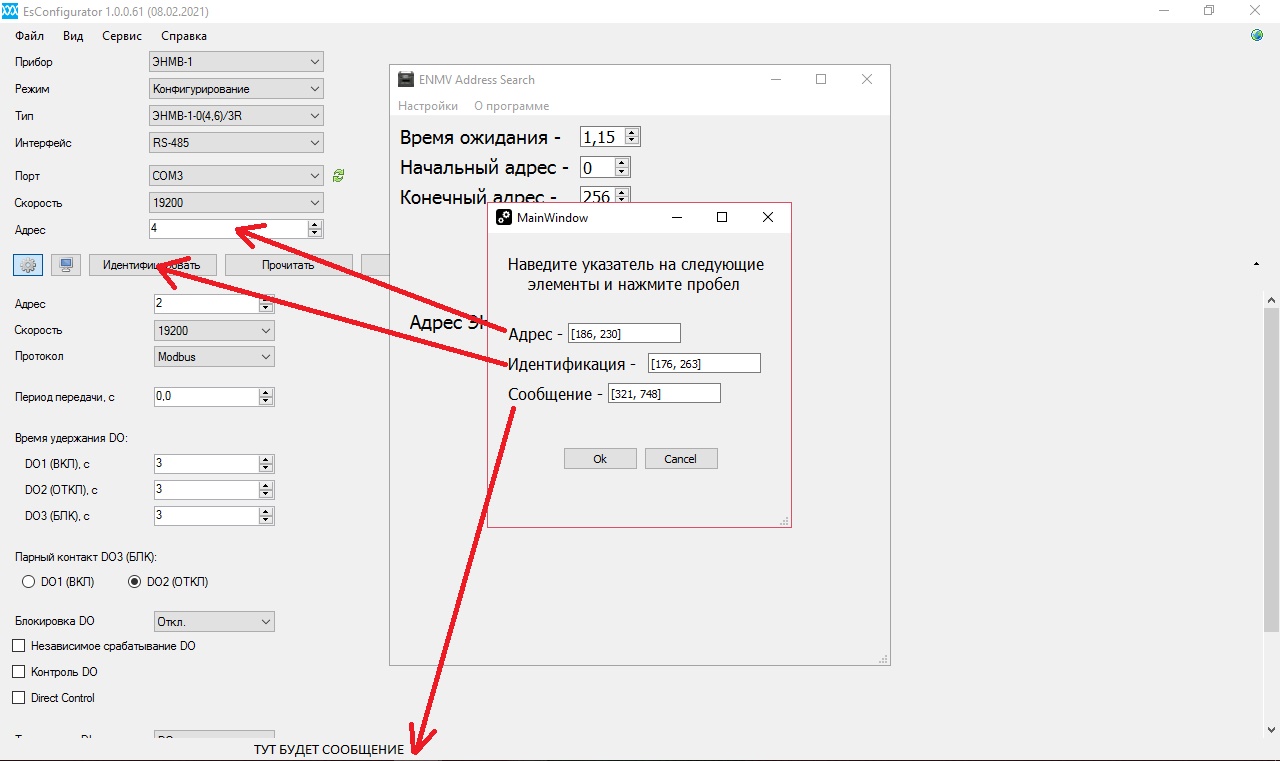 EsConfigurator 1.0.0.61 (08.02.2021)
Файл Вид Сервис Справка
Прибор ЭНМВ-1
Режим Конфигурирование
Тип ЭНМВ-1-0(4,6)/3R
Интерфейс RS-485
Порт COM3
Скорость 19200
Адрес 4
Идентифицировать Прочитать
Адрес 2
Скорость 19200
Протокол Modbus
Период передачи, с 0,0
Время удержания DO:
DO1 (ВКЛ), с 3
DO2 (ОТКЛ), с 3
DO3 (БЛК), с 3
Парный контакт DO3 (БЛК):
DO1 (ВКЛ) DO2 (ОТКЛ)
Блокировка DO Откл.
Независимое срабатывание DO
Контроль DO
Direct Control
ТУТ БУДЕТ СООБЩЕНИЕ
ENMV Address Search
Настройки О программе
Время ожидания - 1,15
Начальный адрес - 0
Конечный адрес - 256
Адрес
MainWindow
Наведите указатель на следующие
элементы и нажмите пробел
Адрес - [186, 230]
Идентификация - [176, 263]
Сообщение - [321, 748]
Ok Cancel